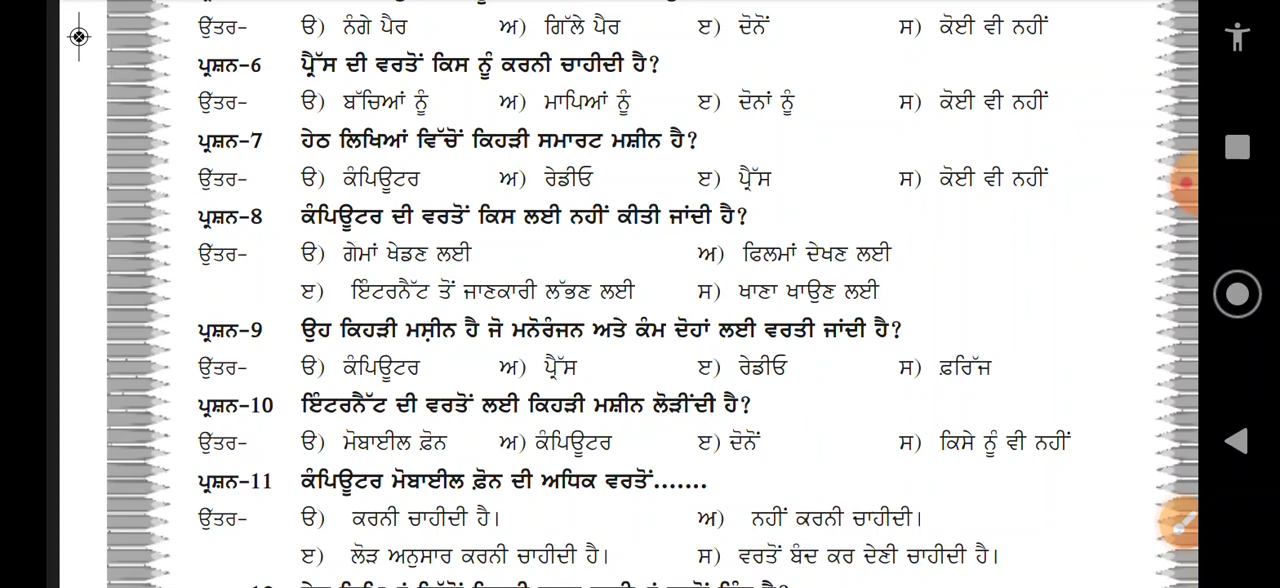 ਉੱਤਰ- ੳ) ਨੰਗੇ ਪੈਰ ਅ) ਗਿੱਲੇ ਪੈਰ ੲ) ਦੋਨੋਂ ਸ) ਕੋਈ ਵੀ ਨਹੀਂ
ਪ੍ਰਸ਼ਨ-6 ਪ੍ਰੈੱਸ ਦੀ ਵਰਤੋਂ ਕਿਸ ਨੂੰ ਕਰਨੀ ਚਾਹੀਦੀ ਹੈ?
ਉੱਤਰ- ੳ) ਬੱਚਿਆਂ ਨੂੰ ਅ) ਮਾਪਿਆਂ ਨੂੰ ੲ) ਦੋਨਾਂ ਨੂੰ ਸ) ਕੋਈ ਵੀ ਨਹੀਂ
ਪ੍ਰਸ਼ਨ-7 ਹੇਠ ਲਿਖਿਆਂ ਵਿੱਚੋਂ ਕਿਹੜੀ ਸਮਾਰਟ ਮਸ਼ੀਨ ਹੈ?
ਉੱਤਰ- ੳ) ਕੰਪਿਊਟਰ ਅ) ਰੇਡੀਓ ੲ) ਪ੍ਰੈੱਸ ਸ) ਕੋਈ ਵੀ ਨਹੀਂ
ਪ੍ਰਸ਼ਨ-8 ਕੰਪਿਊਟਰ ਦੀ ਵਰਤੋਂ ਕਿਸ ਲਈ ਨਹੀਂ ਕੀਤੀ ਜਾਂਦੀ ਹੈ?
ਉੱਤਰ- ੳ) ਗੇਮਾਂ ਖੇਡਣ ਲਈ ਅ) ਫਿਲਮਾਂ ਦੇਖਣ ਲਈ
ੲ) ਇੰਟਰਨੈੱਟ ਤੋਂ ਜਾਣਕਾਰੀ ਲੱਭਣ ਲਈ ਸ) ਖਾਣਾ ਖਾਉਣ ਲਈ
ਪ੍ਰਸ਼ਨ-9 ਉਹ ਕਿਹੜੀ ਮਸ਼ੀਨ ਹੈ ਜੋ ਮਨੋਰੰਜਨ ਅਤੇ ਕੰਮ ਦੋਹਾਂ ਲਈ ਵਰਤੀ ਜਾਂਦੀ ਹੈ?
ਉੱਤਰ- ੳ) ਕੰਪਿਊਟਰ ਅ) ਪ੍ਰੈੱਸ ੲ) ਰੇਡੀਓ ਸ) ਫ਼ਰਿੱਜ
ਪ੍ਰਸ਼ਨ-10 ਇੰਟਰਨੈੱਟ ਦੀ ਵਰਤੋਂ ਲਈ ਕਿਹੜੀ ਮਸ਼ੀਨ ਲੋੜੀਂਦੀ ਹੈ?
ਉੱਤਰ- ੳ) ਮੋਬਾਈਲ ਫ਼ੋਨ ਅ) ਕੰਪਿਊਟਰ ੲ) ਦੋਨੋਂ ਸ) ਕਿਸੇ ਨੂੰ ਵੀ ਨਹੀਂ
ਪ੍ਰਸ਼ਨ-11 ਕੰਪਿਊਟਰ ਮੋਬਾਈਲ ਫ਼ੋਨ ਦੀ ਅਧਿਕ ਵਰਤੋਂ.......
ਉੱਤਰ- ੳ) ਕਰਨੀ ਚਾਹੀਦੀ ਹੈ। ਅ) ਨਹੀਂ ਕਰਨੀ ਚਾਹੀਦੀ।
ੲ) ਲੋੜ ਅਨੁਸਾਰ ਕਰਨੀ ਚਾਹੀਦੀ ਹੈ। ਸ) ਵਰਤੋਂ ਬੰਦ ਕਰ ਦੇਣੀ ਚਾਹੀਦੀ ਹੈ।